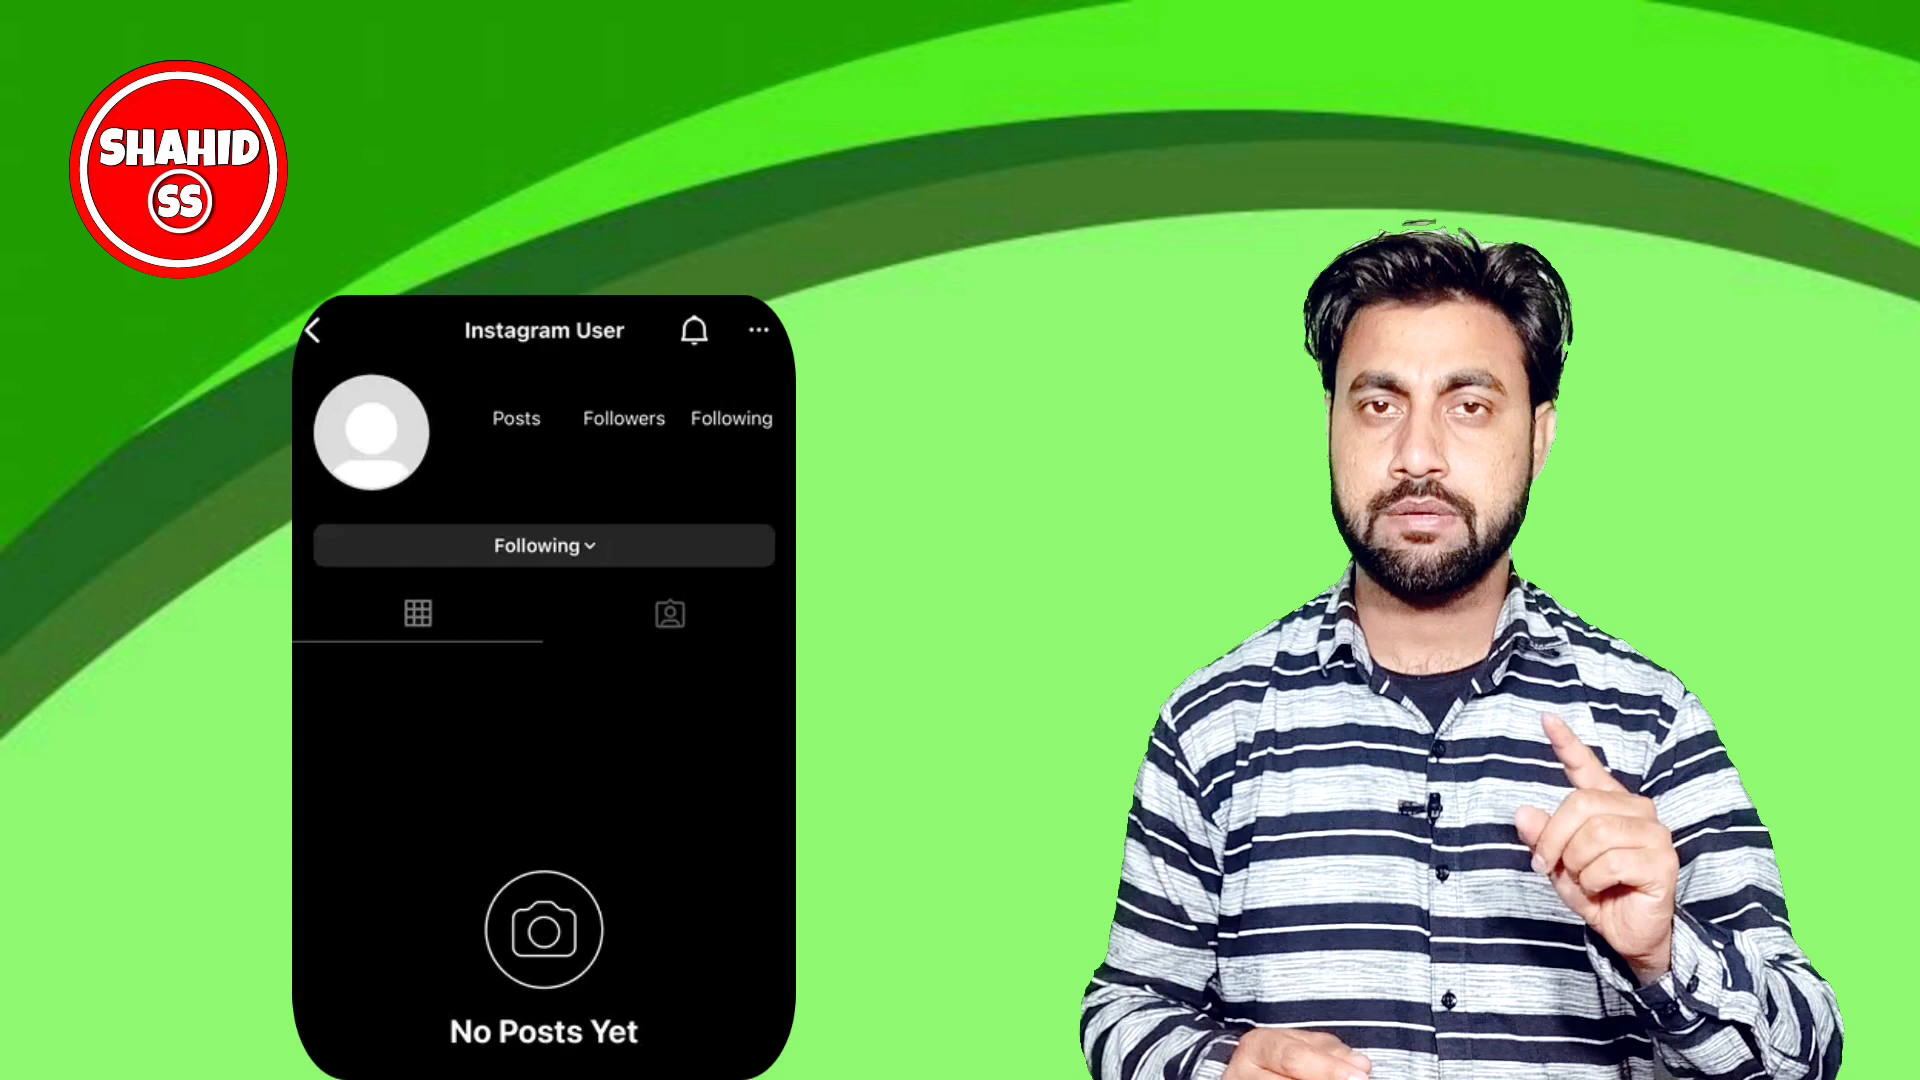 SHAHID
SS
Instagram User
Posts Followers Following
Following
No Posts Yet